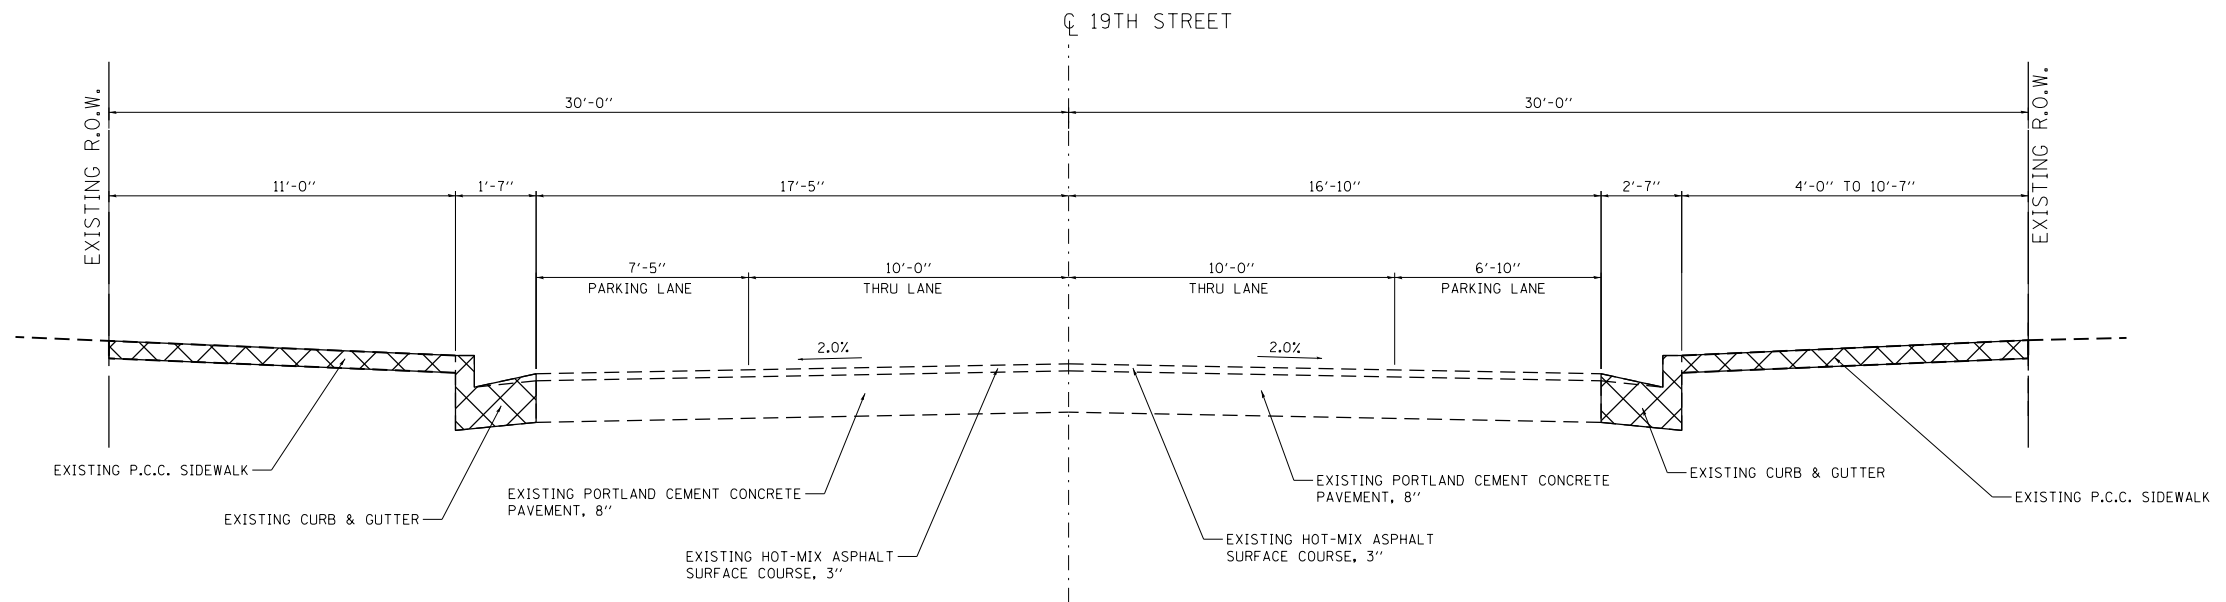 ℄ 19TH STREET
EXISTING R.O.W.
30'-0"
30'-0"
EXISTING R.O.W.
11'-0"
1'-7"
17'-5"
16'-10"
2'-7"
4'-0" TO 10'-7"
7'-5"
PARKING LANE
10'-0"
THRU LANE
10'-0"
THRU LANE
6'-10"
PARKING LANE
2.0%
2.0%
EXISTING P.C.C. SIDEWALK
EXISTING CURB & GUTTER
EXISTING PORTLAND CEMENT CONCRETE
PAVEMENT, 8"
EXISTING HOT-MIX ASPHALT
SURFACE COURSE, 3"
EXISTING HOT-MIX ASPHALT
SURFACE COURSE, 3"
EXISTING PORTLAND CEMENT CONCRETE
PAVEMENT, 8"
EXISTING CURB & GUTTER
EXISTING P.C.C. SIDEWALK